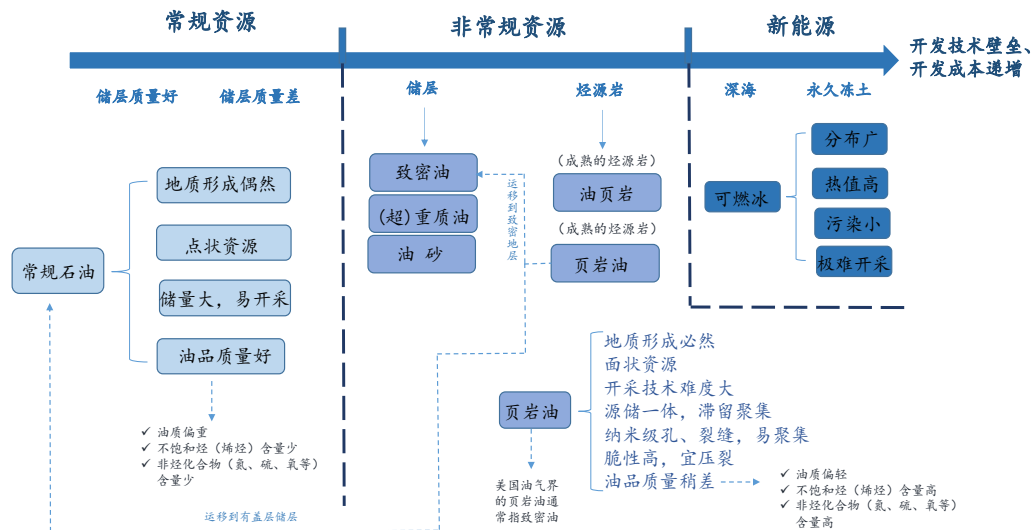 常规资源
非常规资源
新能源
开发技术壁垒、
开发成本递增
储层质量好
储层质量差
储层
烃源岩
深海
永久冻土
常规石油
地质形成偶然
点状资源
储量大，易开采
油品质量好
✓ 油质偏重
✓ 不饱和烃（烯烃）含量少
✓ 非烃化合物（氮、硫、氧等）
含量少
运移到有盖层储层
致密油
(超)重质油
油 砂
运移到致密地层
(成熟的烃源岩)
油页岩
(成熟的烃源岩)
页岩油
可燃冰
分布广
热值高
污染小
极难开采
页岩油
地质形成必然
面状资源
开采技术难度大
源储一体，滞留聚集
纳米级孔、裂缝，易聚集
脆性高，宜压裂
油品质量稍差
美国油气界
的页岩油通
常指致密油
✓ 油质偏轻
✓ 不饱和烃（烯烃）含量高
✓ 非烃化合物（氮、硫、氧等）
含量高